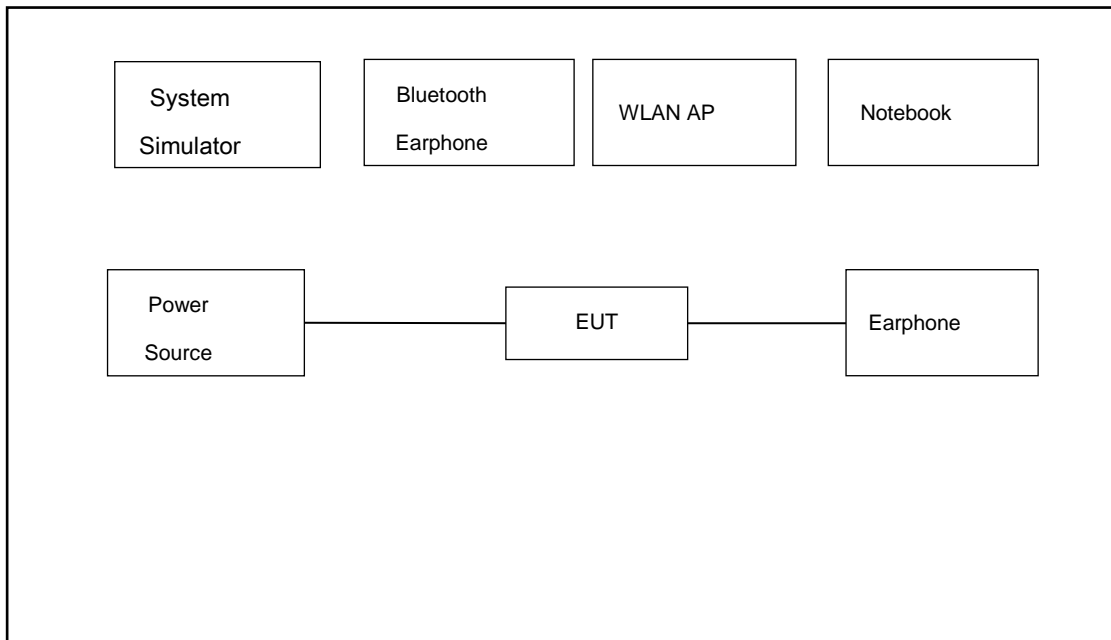 System
Simulator
Bluetooth
Earphone
WLAN AP
Notebook
Power
Source
EUT
Earphone